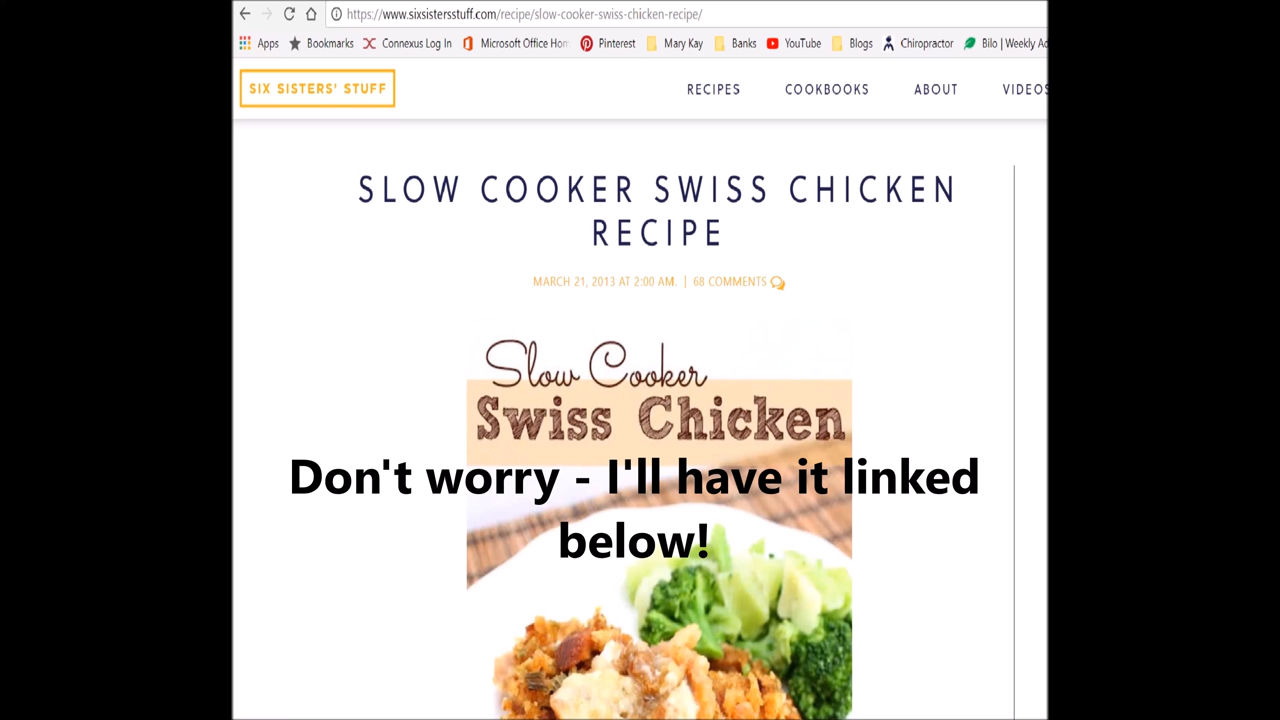 https://www.sixsistersstuff.com/recipe/slow-cooker-swiss-chicken-recipe/
Apps Bookmarks Connexus Log In Microsoft Office Hom Pinterest Mary Kay Banks YouTube Blogs Chiropractor Bilo | Weekly Ad
SIX SISTERS' STUFF RECIPES COOKBOOKS ABOUT VIDEOS
SLOW COOKER SWISS CHICKEN
RECIPE
MARCH 21, 2013 AT 2:00 AM. | 68 COMMENTS
Slow Cooker
Swiss Chicken
Don't worry - I'll have it linked
below!